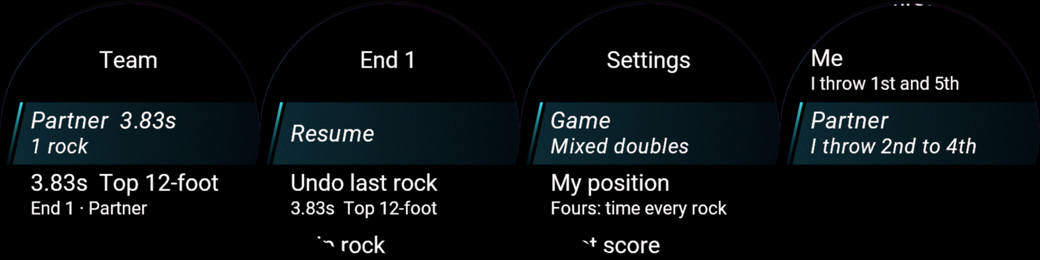 Team
Partner 3.83s
1 rock
3.83s Top 12-foot
End 1 · Partner
End 1
Resume
Undo last rock
3.83s Top 12-foot
rock
Settings
Game
Mixed doubles
My position
Fours: time every rock
score
Me
I throw 1st and 5th
Partner
I throw 2nd to 4th